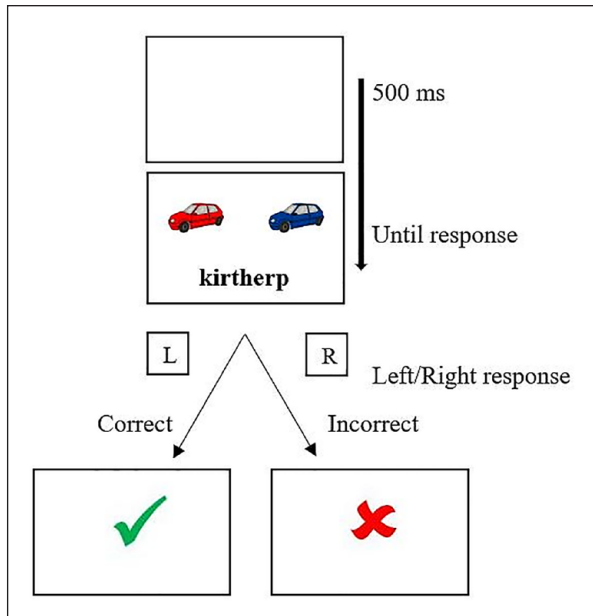 500 ms
Until response
kirtherp
L
R
Left/Right response
Correct
Incorrect